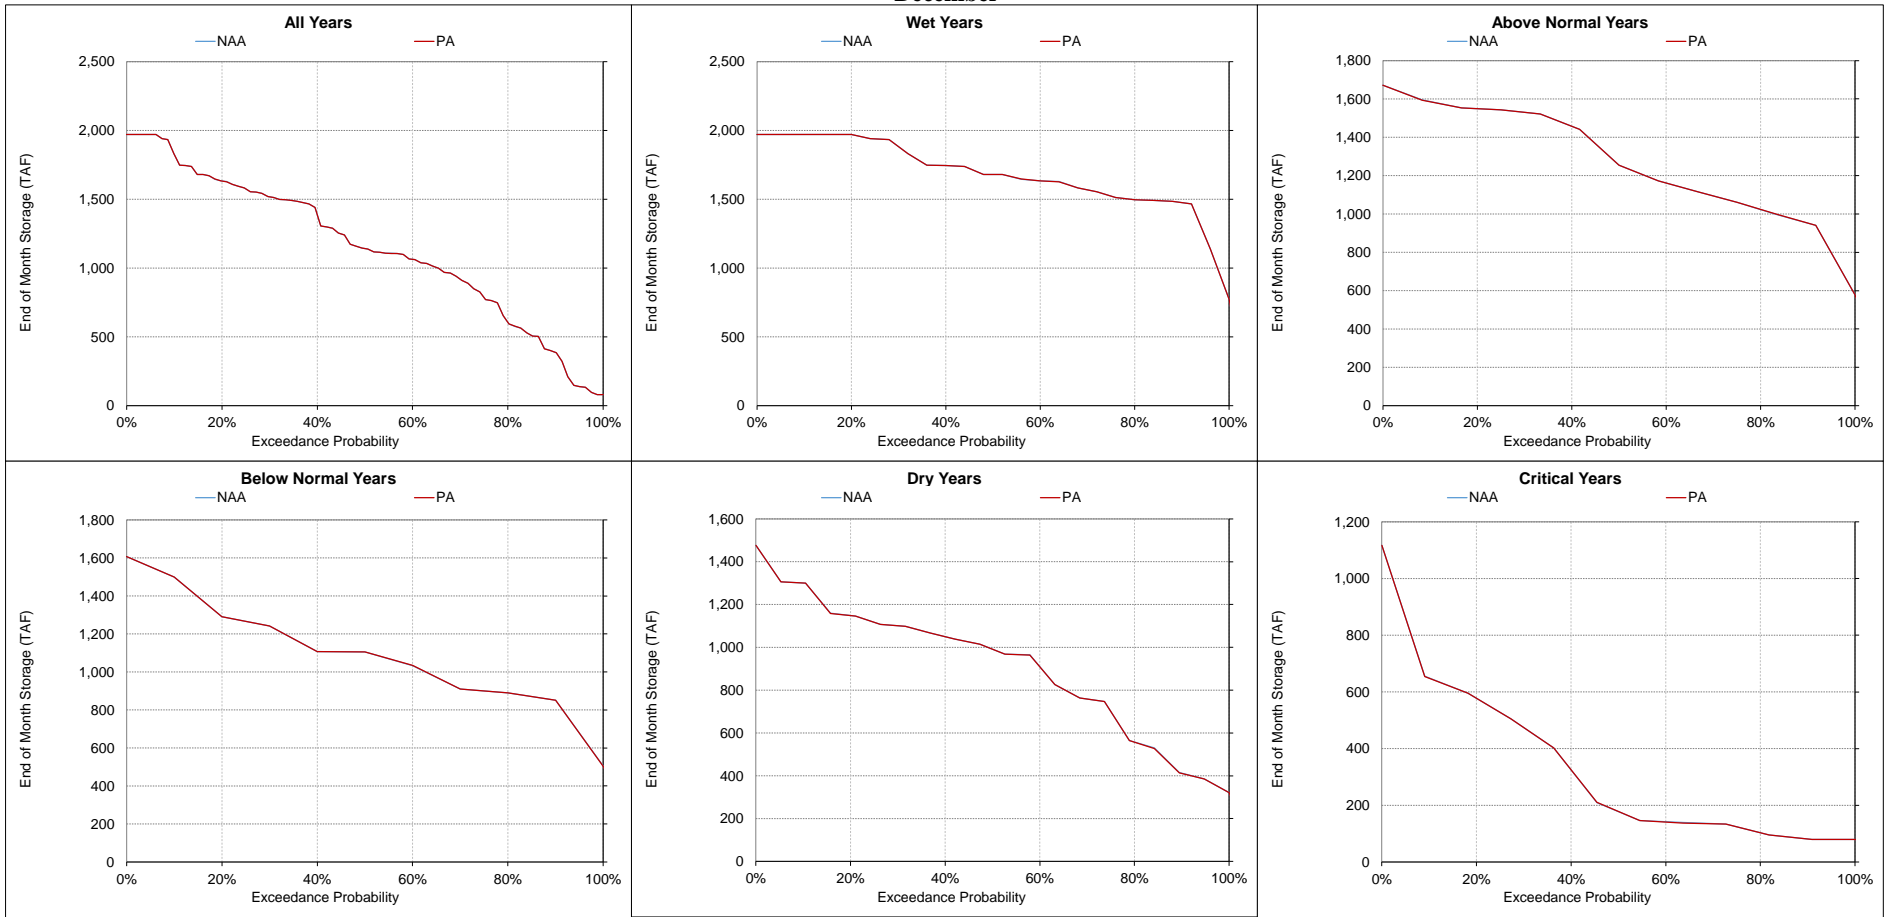 December
All Years
NAA PA
2,500
2,000
1,500
1,000
500
0
End of Month Storage (TAF)
0% 20% 40% 60% 80% 100%
Exceedance Probability
Wet Years
NAA PA
2,500
2,000
1,500
1,000
500
0
End of Month Storage (TAF)
0% 20% 40% 60% 80% 100%
Exceedance Probability
Above Normal Years
NAA PA
1,800
1,600
1,400
1,200
1,000
800
600
400
200
0
End of Month Storage (TAF)
0% 20% 40% 60% 80% 100%
Exceedance Probability
Below Normal Years
NAA PA
1,800
1,600
1,400
1,200
1,000
800
600
400
200
0
End of Month Storage (TAF)
0% 20% 40% 60% 80% 100%
Exceedance Probability
Dry Years
NAA PA
1,600
1,400
1,200
1,000
800
600
400
200
0
End of Month Storage (TAF)
0% 20% 40% 60% 80% 100%
Exceedance Probability
Critical Years
NAA PA
1,200
1,000
800
600
400
200
0
End of Month Storage (TAF)
0% 20% 40% 60% 80% 100%
Exceedance Probability